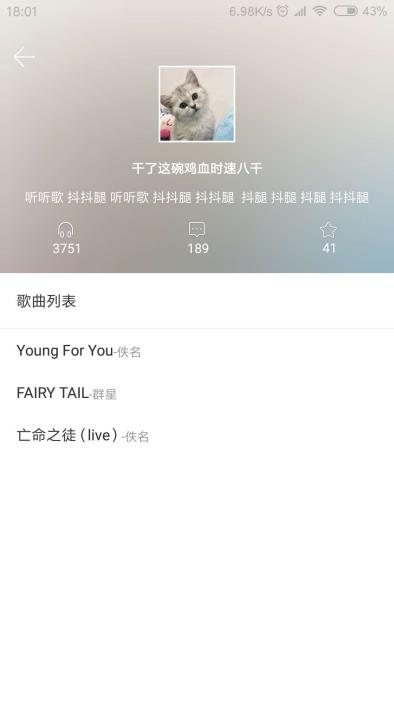 18:01 6.98K/s 43%
干了这碗鸡血时速八千
听听歌 抖抖腿 听听歌 抖抖腿 抖抖腿 抖腿 抖腿 抖腿 抖抖腿
3751 189 41
歌曲列表
Young For You-佚名
FAIRY TAIL-群星
亡命之徒 (live) -佚名